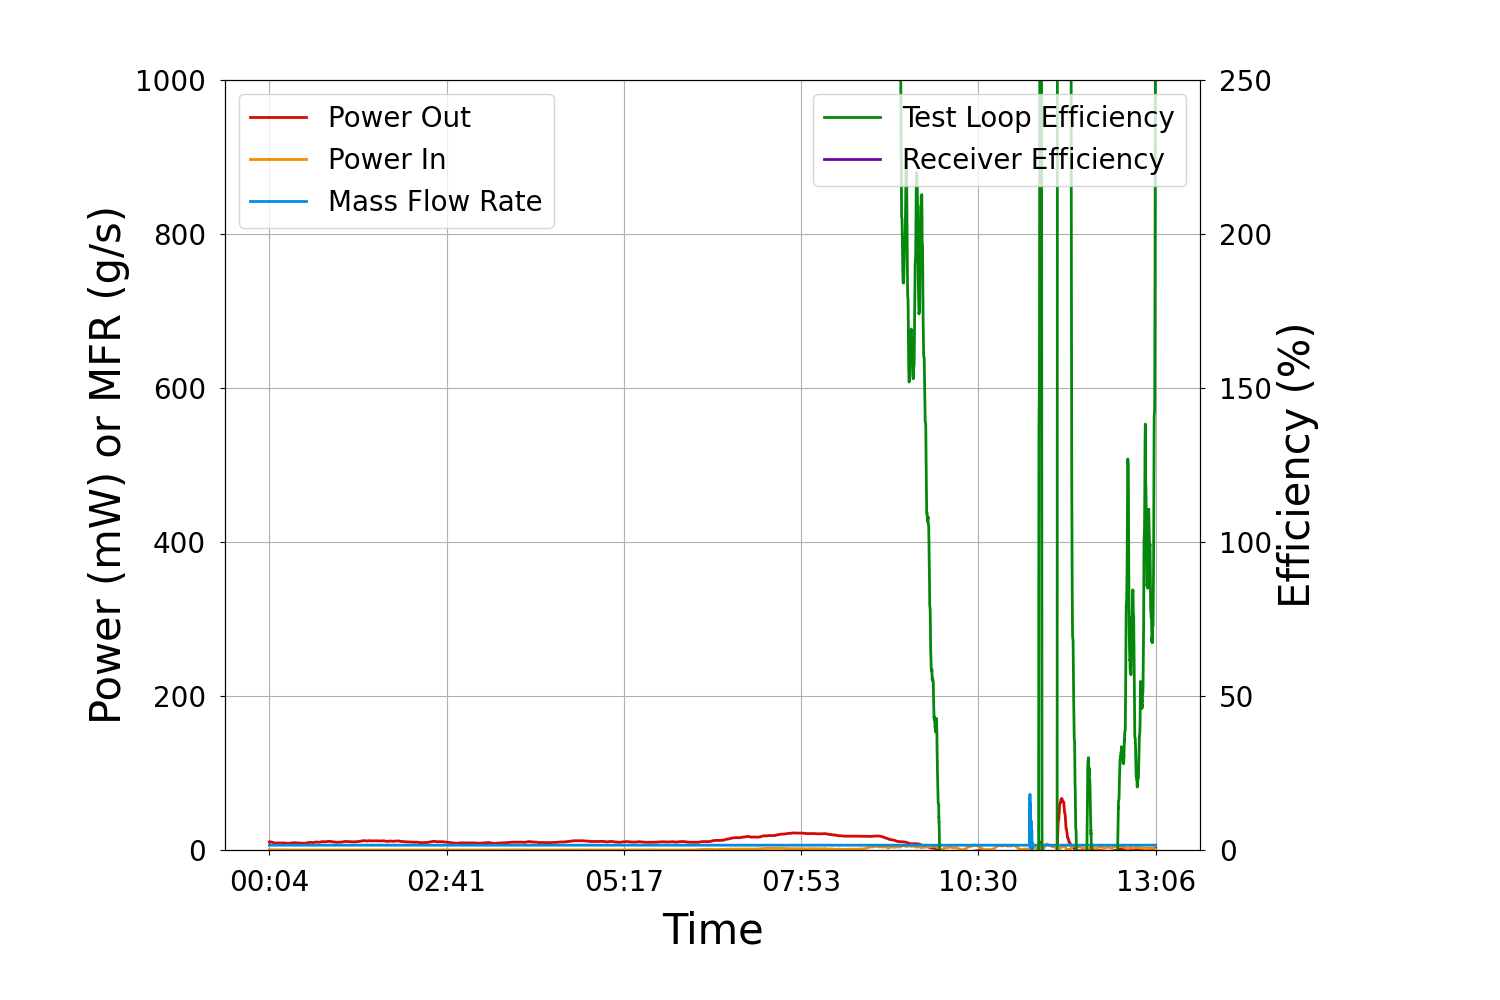 1000
800
600
400
200
0
Power (mW) or MFR (g/s)
Power Out
Power In
Mass Flow Rate
Test Loop Efficiency
Receiver Efficiency
250
200
150
100
50
0
Efficiency (%)
00:04 02:41 05:17 07:53 10:30 13:06
Time